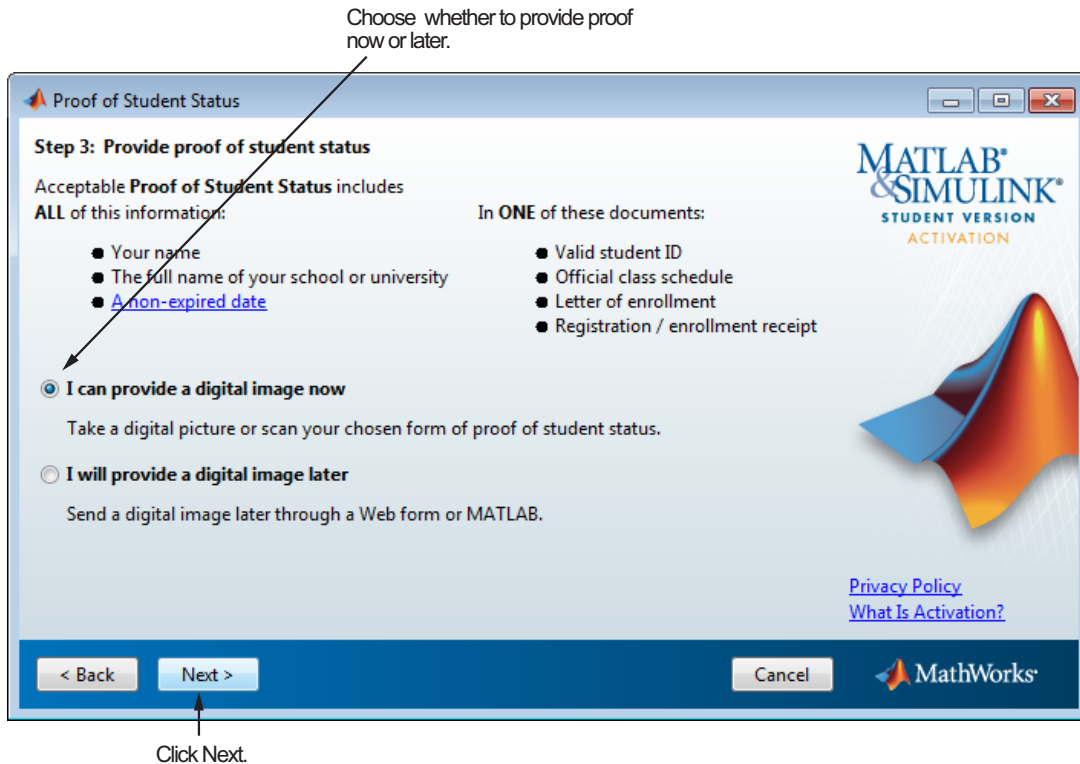 Choose whether to provide proof
now or later.
Proof of Student Status
Step 3: Provide proof of student status
Acceptable Proof of Student Status includes
ALL of this information:
In ONE of these documents:
Your name
The full name of your school or university
A non-expired date
Valid student ID
Official class schedule
Letter of enrollment
Registration / enrollment receipt
MATLAB®
&SIMULINK®
STUDENT VERSION
ACTIVATION
I can provide a digital image now
Take a digital picture or scan your chosen form of proof of student status.
I will provide a digital image later
Send a digital image later through a Web form or MATLAB.
Privacy Policy
What Is Activation?
< Back
Next >
Cancel
MathWorks®
Click Next.